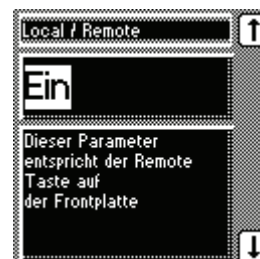 Local / Remote
Ein
Dieser Parameter
entspricht der Remote
Taste auf
der Frontplatte